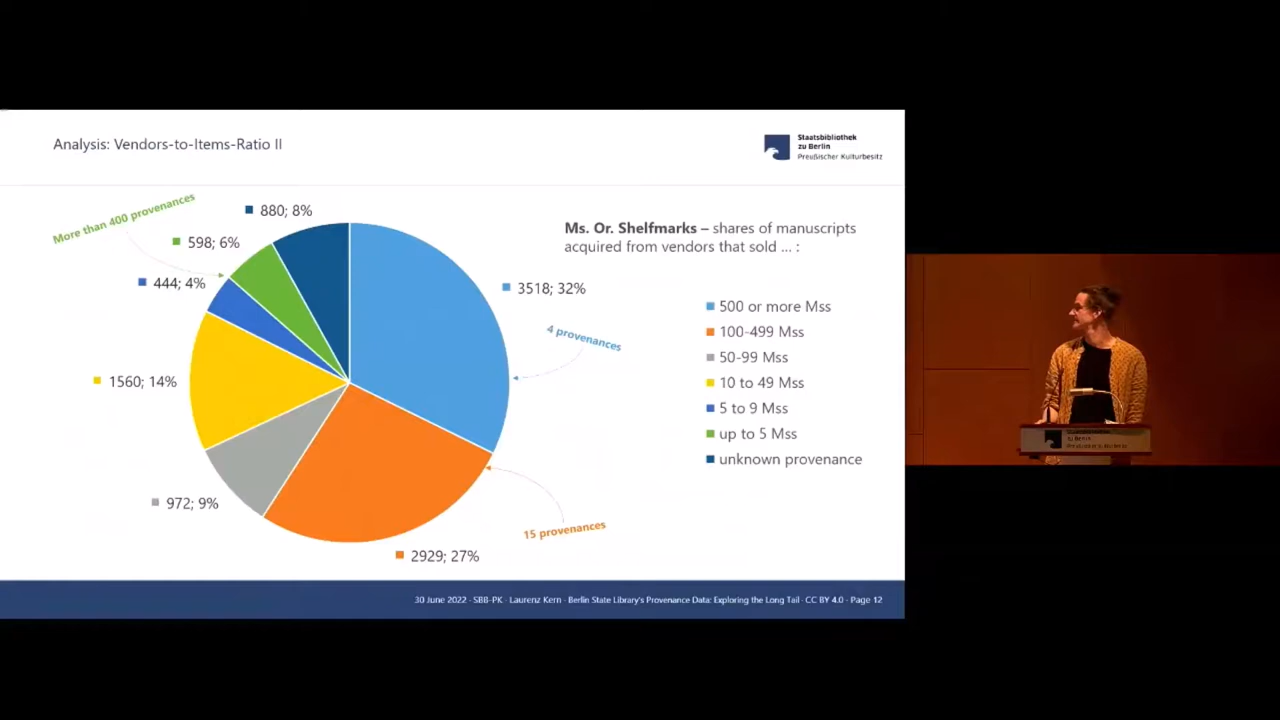 Analysis: Vendors-to-Items-Ratio II
Staatsbibliothek
zu Berlin
Preußischer Kulturbesitz
More than 400 provenances
880; 8%
598; 6%
444; 4%
1560; 14%
972; 9%
2929; 27%
3518; 32%
4 provenances
15 provenances
Ms. Or. Shelfmarks – shares of manuscripts
acquired from vendors that sold ... :
500 or more Mss
100-499 Mss
50-99 Mss
10 to 49 Mss
5 to 9 Mss
up to 5 Mss
unknown provenance
30 June 2022 · SBB-PK · Laurenz Kern · Berlin State Library's Provenance Data: Exploring the Long Tail · CC BY 4.0 · Page 12
Staatsbibliothek
zu Berlin